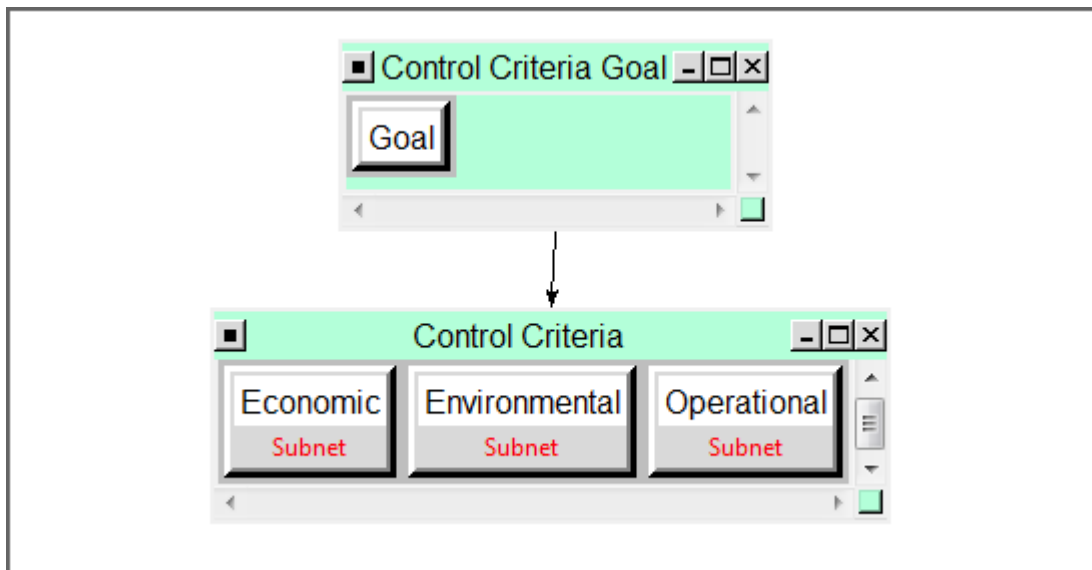 Control Criteria Goal
Goal
Control Criteria
Economic Environmental Operational
Subnet Subnet Subnet